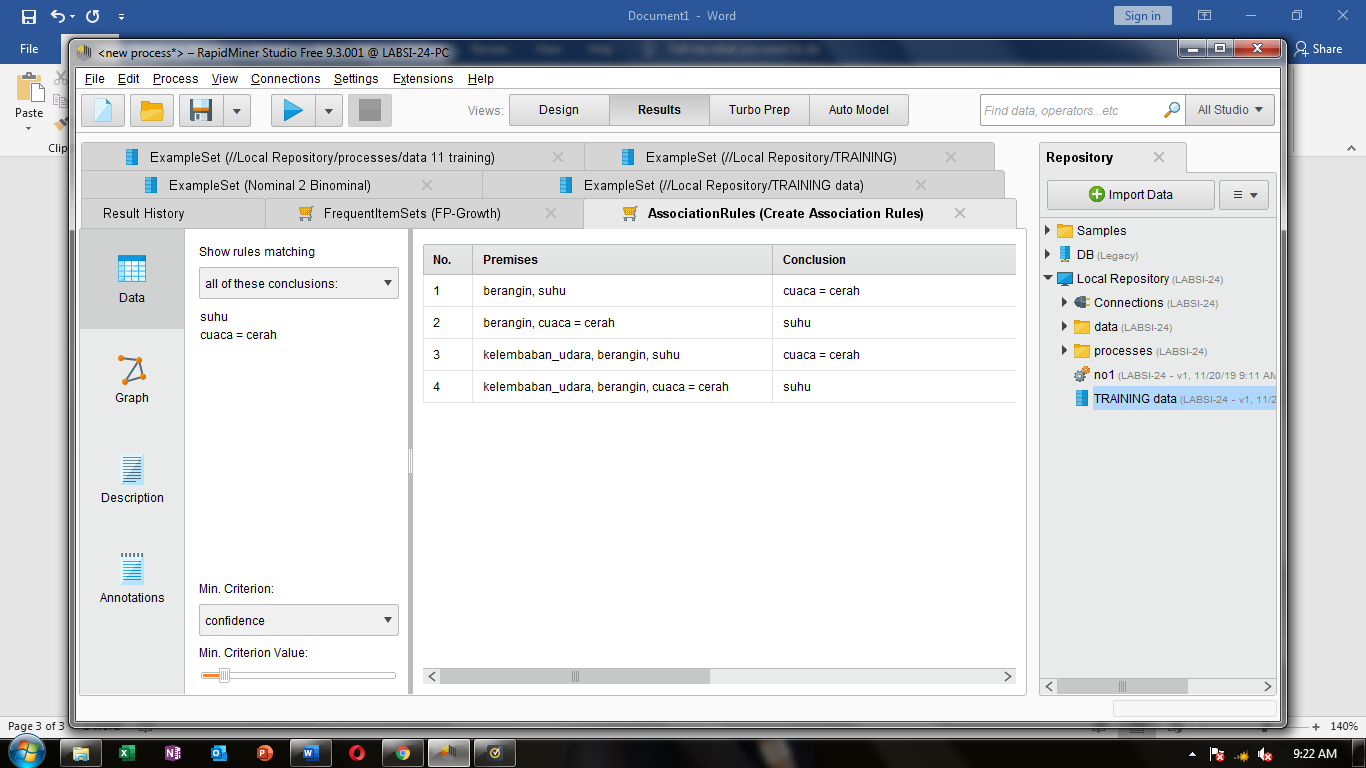 Document1 - Word
Sign in
File
Share
Paste
<new process*> – RapidMiner Studio Free 9.3.001 @ LABSI-24-PC
File Edit Process View Connections Settings Extensions Help
Views: Design Results Turbo Prep Auto Model
Find data, operators...etc
All Studio
ExampleSet (//Local Repository/processes/data 11 training)
ExampleSet (//Local Repository/TRAINING)
ExampleSet (Nominal 2 Binominal)
ExampleSet (//Local Repository/TRAINING data)
Result History
FrequentItemSets (FP-Growth)
AssociationRules (Create Association Rules)
Data
Graph
Description
Annotations
Show rules matching
all of these conclusions:
suhu
cuaca = cerah
Min. Criterion:
confidence
Min. Criterion Value:
No. Premises Conclusion
1 berangin, suhu cuaca = cerah
2 berangin, cuaca = cerah suhu
3 kelembaban_udara, berangin, suhu cuaca = cerah
4 kelembaban_udara, berangin, cuaca = cerah suhu
Repository
Import Data
Samples
DB (Legacy)
Local Repository (LABSI-24)
Connections (LABSI-24)
data (LABSI-24)
processes (LABSI-24)
no1 (LABSI-24 - v1, 11/20/19 9:11 AM
TRAINING data (LABSI-24 - v1, 11/2
Page 3 of 3
140%
9:22 AM